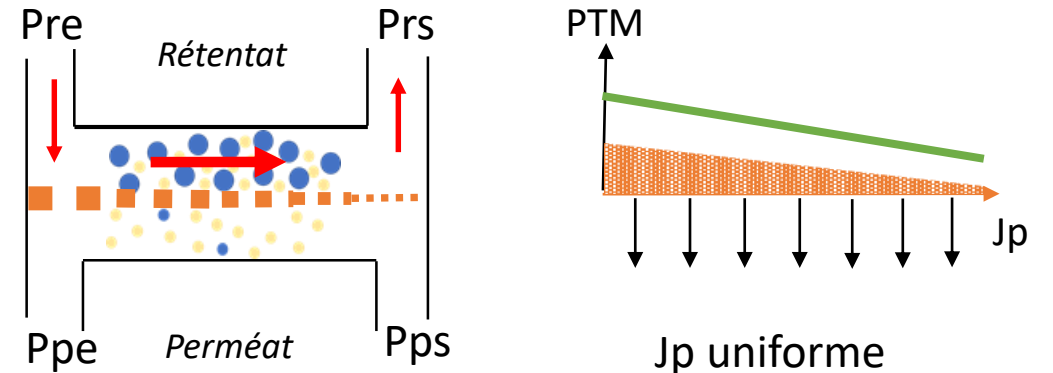 Pre
Prs
Rétentat
Ppe
Perméat
Pps
PTM
Jp
Jp uniforme